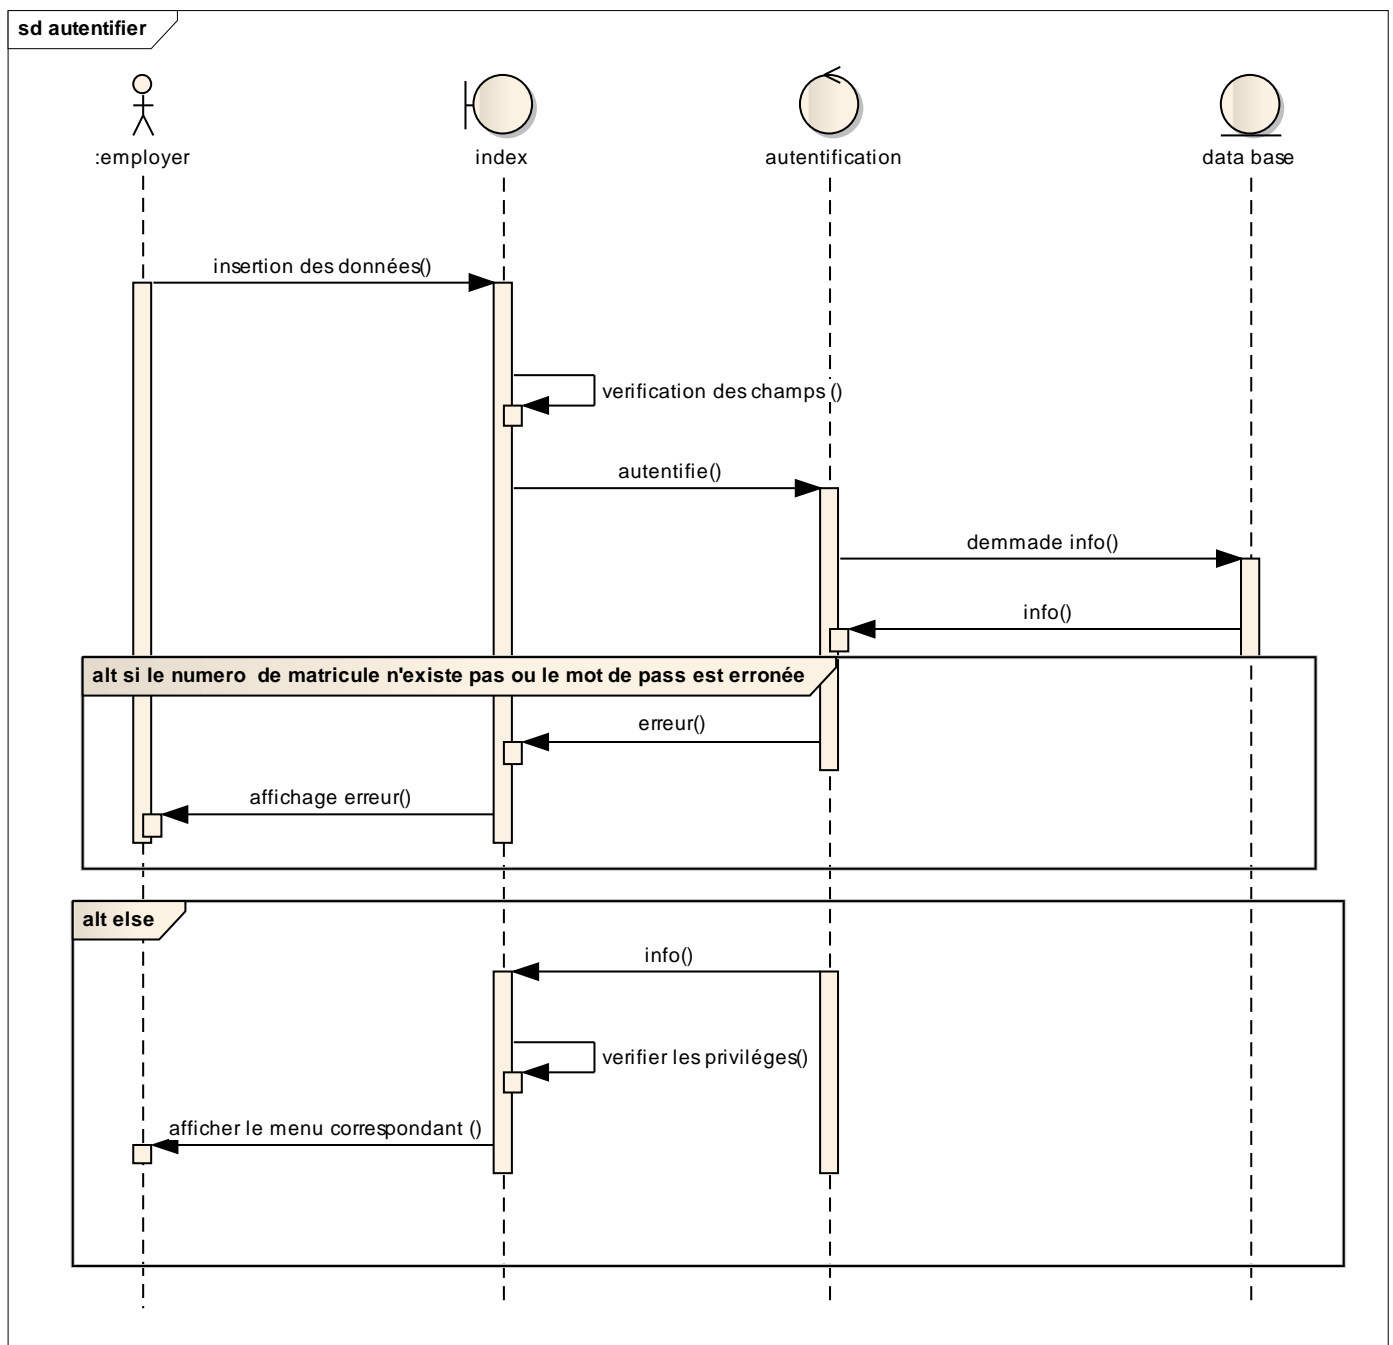 sd autentifier
:employer
index
autentification
data base
insertion des données()
verification des champs ()
autentifie()
demmade info()
info()
alt si le numero  de matricule n'existe pas ou le mot de pass est erronée
erreur()
affichage erreur()
alt else
info()
verifier les priviléges()
afficher le menu correspondant ()